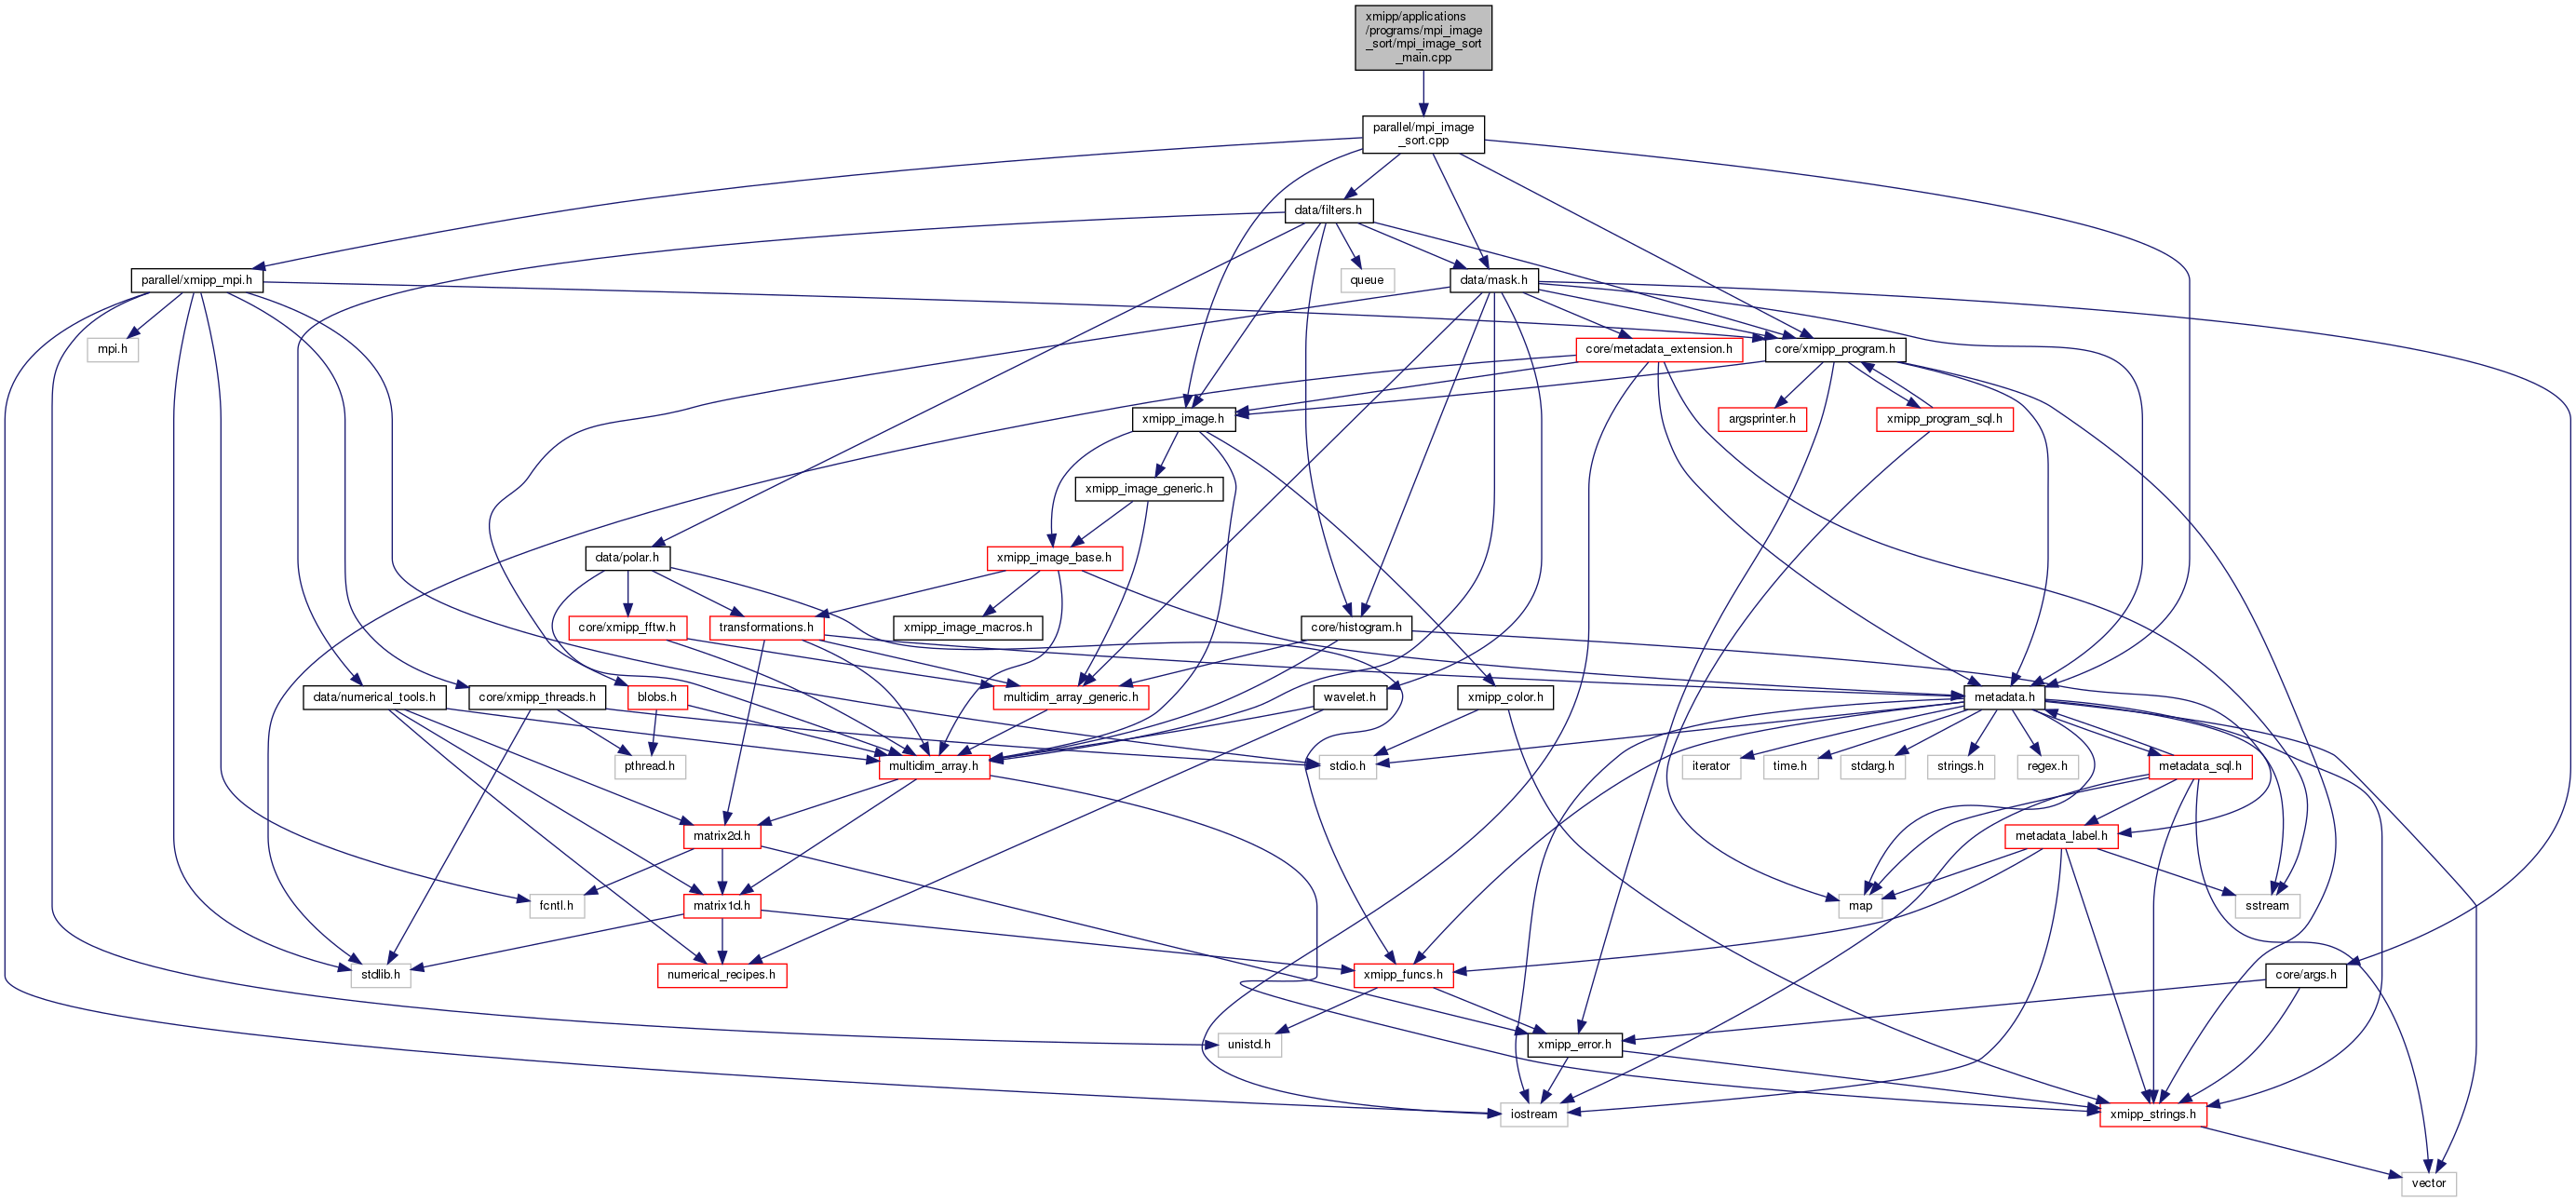 xmipp/applications
/programs/mpi_image
_sort/mpi_image_sort
_main.cpp
parallel/mpi_image
_sort.cpp
data/filters.h
parallel/xmipp_mpi.h
queue
data/mask.h
mpi.h
core/metadata_extension.h
core/xmipp_program.h
xmipp_image.h
argsprinter.h
xmipp_program_sql.h
xmipp_image_generic.h
data/polar.h
xmipp_image_base.h
core/xmipp_fftw.h
transformations.h
xmipp_image_macros.h
core/histogram.h
data/numerical_tools.h
core/xmipp_threads.h
blobs.h
multidim_array_generic.h
wavelet.h
xmipp_color.h
metadata.h
pthread.h
multidim_array.h
stdio.h
iterator
time.h
stdarg.h
strings.h
regex.h
metadata_sql.h
matrix2d.h
metadata_label.h
fcntl.h
matrix1d.h
map
sstream
stdlib.h
numerical_recipes.h
xmipp_funcs.h
core/args.h
unistd.h
xmipp_error.h
iostream
xmipp_strings.h
vector